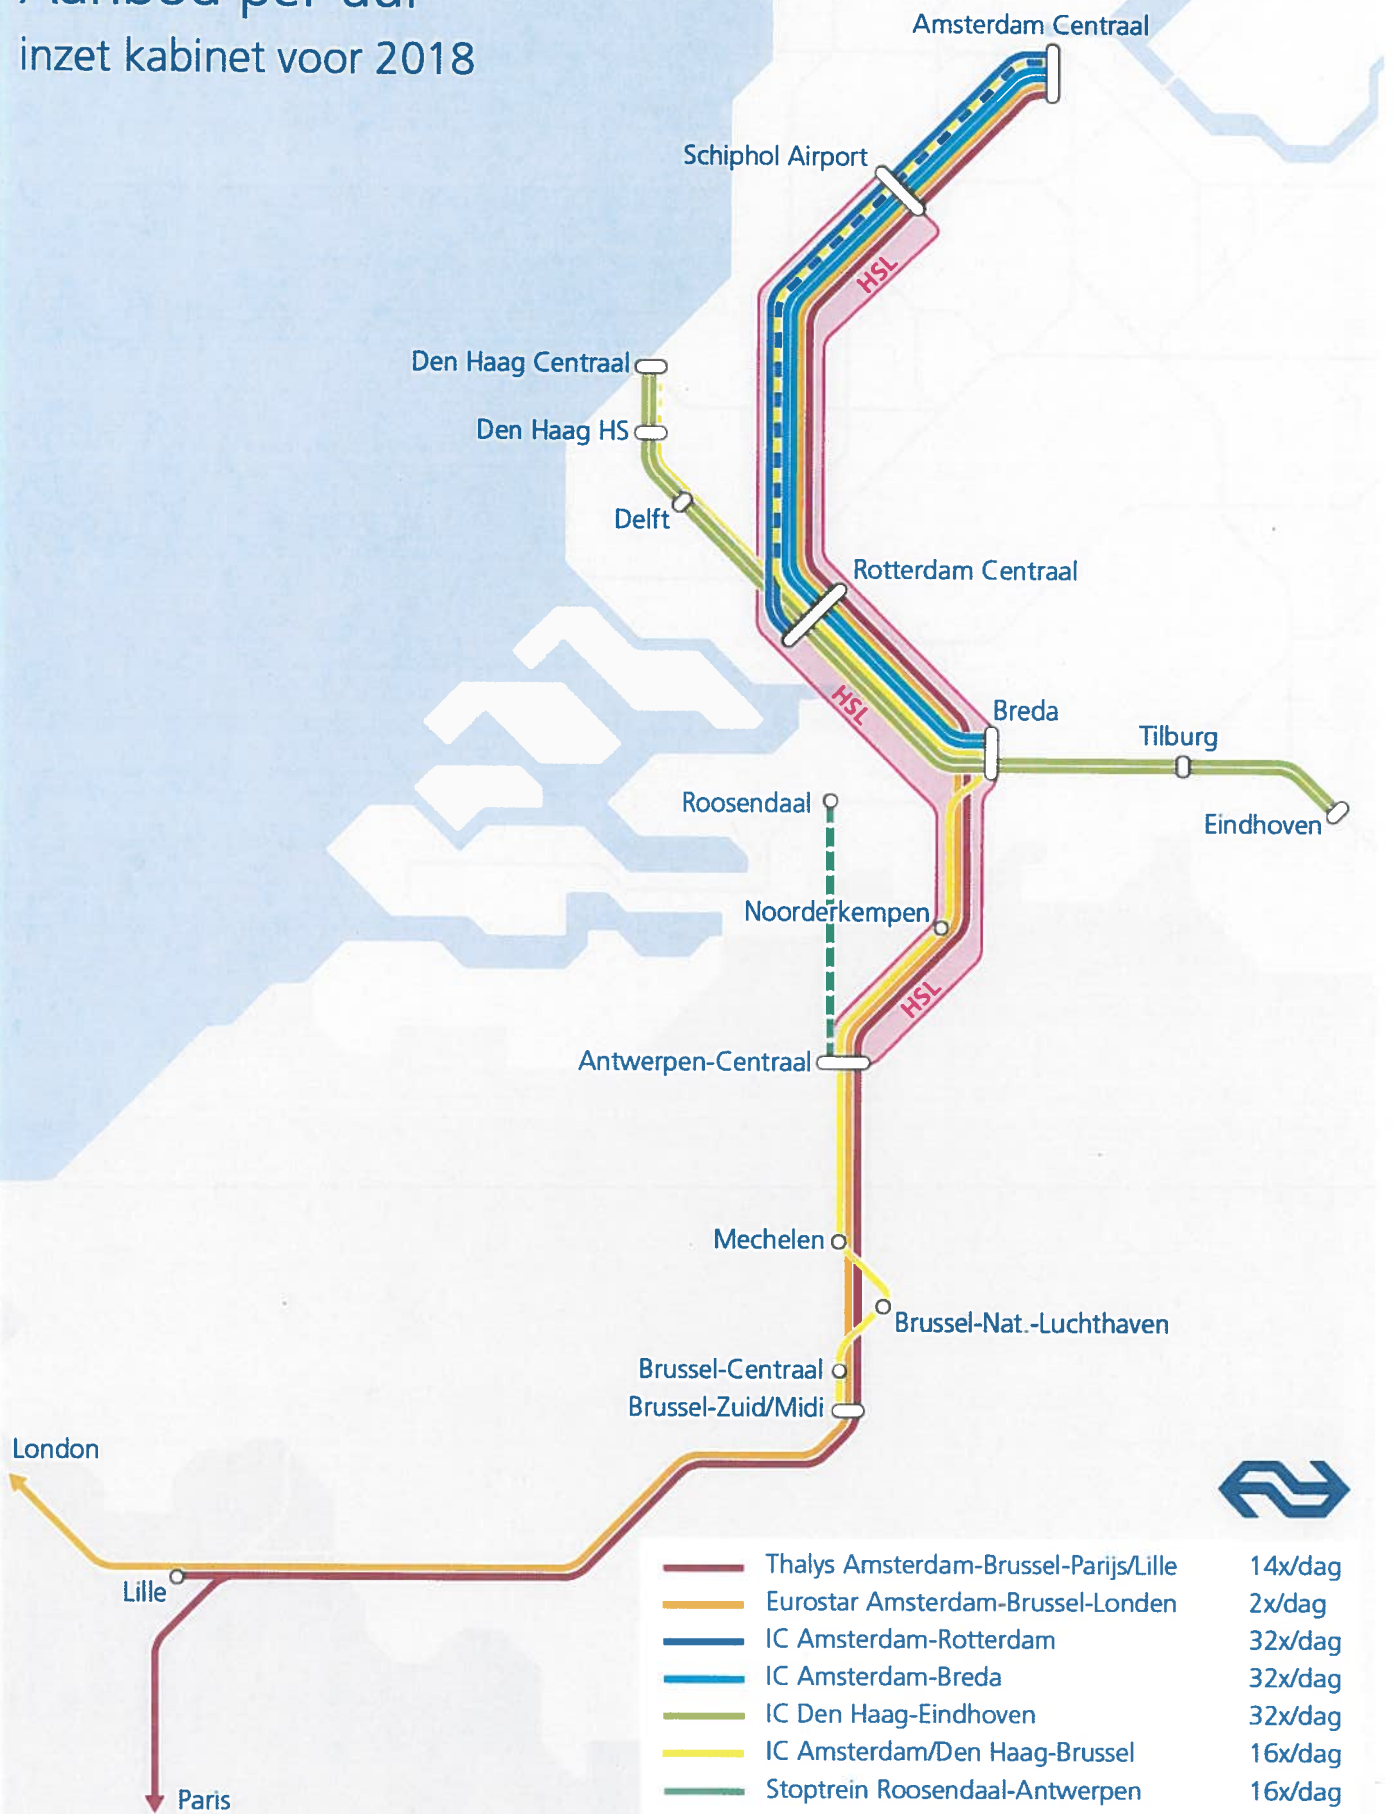 inzet kabinet voor 2018
Amsterdam Centraal
Schiphol Airport
HSL
Den Haag Centraal
Den Haag HS
Delft
Rotterdam Centraal
HSL
Breda
Tilburg
Eindhoven
Roosendaal
Noorderkempen
HSL
Antwerpen-Centraal
Mechelen
Brussel-Nat.-Luchthaven
Brussel-Centraal
Brussel-Zuid/Midi
London
Lille
Paris
Thalys Amsterdam-Brussel-Parijs/Lille 14x/dag
Eurostar Amsterdam-Brussel-Londen 2x/dag
IC Amsterdam-Rotterdam 32x/dag
IC Amsterdam-Breda 32x/dag
IC Den Haag-Eindhoven 32x/dag
IC Amsterdam/Den Haag-Brussel 16x/dag
Stoptrein Roosendaal-Antwerpen 16x/dag